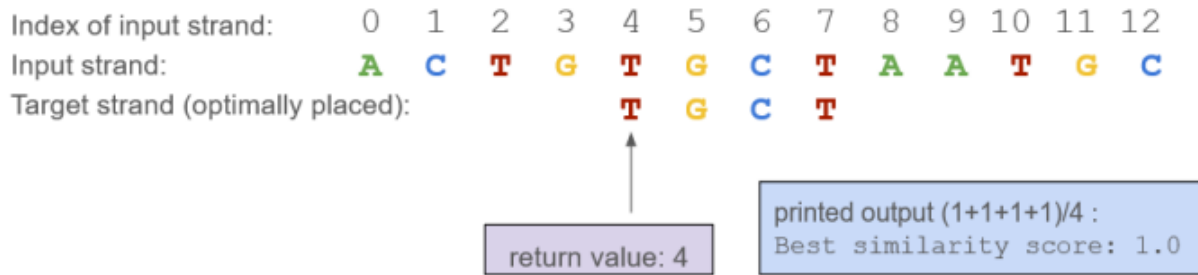 Index of input strand: 0 1 2 3 4 5 6 7 8 9 10 11 12
Input strand: A C T G T G C T A A T G C
Target strand (optimally placed): T G C T
return value: 4
printed output (1+1+1+1)/4 :
Best similarity score: 1.0